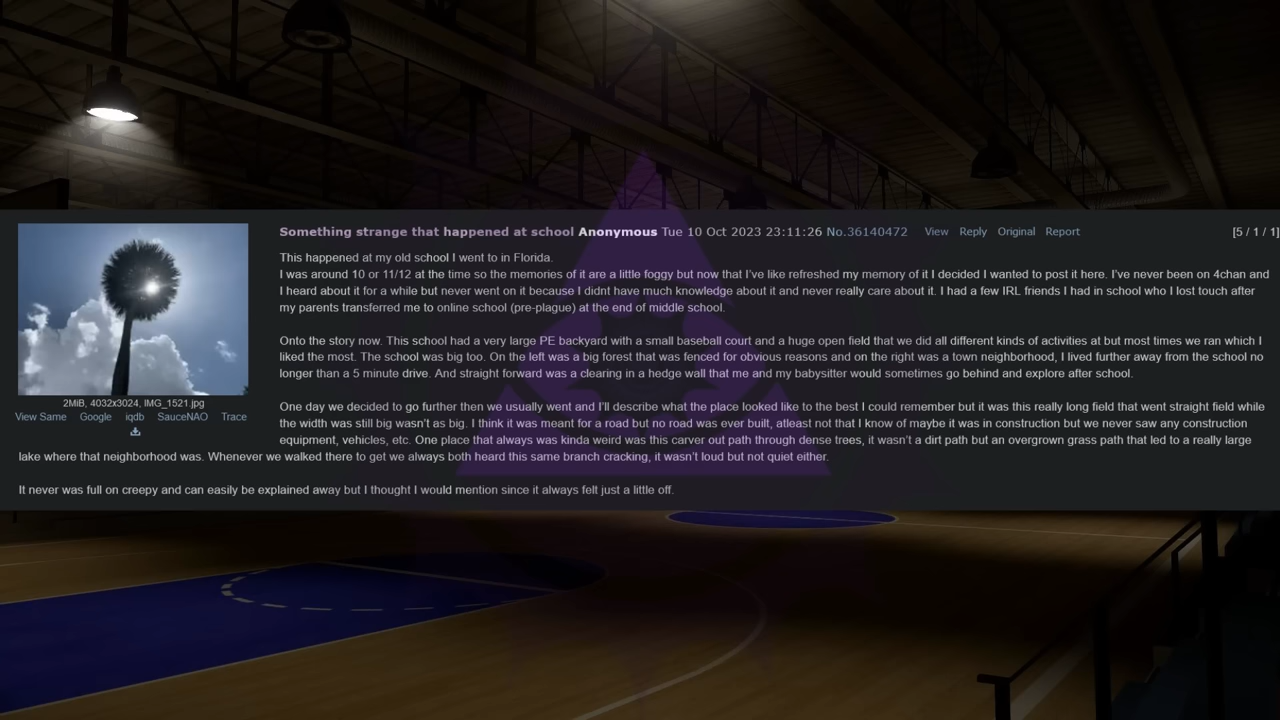 Something strange that happened at school Anonymous Tue 10 Oct 2023 23:11:26 No.36140472 View Reply Original Report [5 / 1 / 1]
This happened at my old school I went to in Florida.
I was around 10 or 11/12 at the time so the memories of it are a little foggy but now that I've like refreshed my memory of it I decided I wanted to post it here. I've never been on 4chan and
I heard about it for a while but never went on it because I didnt have much knowledge about it and never really care about it. I had a few IRL friends I had in school who I lost touch after
my parents transferred me to online school (pre-plague) at the end of middle school.
Onto the story now. This school had a very large PE backyard with a small baseball court and a huge open field that we did all different kinds of activities at but most times we ran which I
liked the most. The school was big too. On the left was a big forest that was fenced for obvious reasons and on the right was a town neighborhood, I lived further away from the school no
longer than a 5 minute drive. And straight forward was a clearing in a hedge wall that me and my babysitter would sometimes go behind and explore after school.
2MiB, 4032x3024, IMG_1521.jpg
View Same Google iqdb SauceNAO Trace
One day we decided to go further then we usually went and I'll describe what the place looked like to the best I could remember but it was this really long field that went straight field while
the width was still big wasn't as big. I think it was meant for a road but no road was ever built, atleast not that I know of maybe it was in construction but we never saw any construction
equipment, vehicles, etc. One place that always was kinda weird was this carver out path through dense trees, it wasn't a dirt path but an overgrown grass path that led to a really large
lake where that neighborhood was. Whenever we walked there to get we always both heard this same branch cracking, it wasn't loud but not quiet either.
It never was full on creepy and can easily be explained away but I thought I would mention since it always felt just a little off.